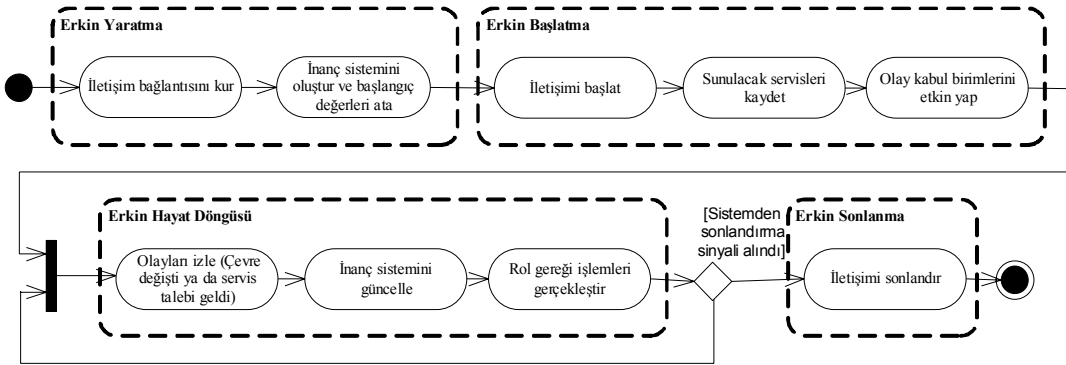 Erkin Yaratma
İletişim bağlantısını kur
İnanç sistemini
oluştur ve başlangıç
değerleri ata
Erkin Başlatma
İletişimi başlat
Sunulacak servisleri
kaydet
Olay kabul birimlerini
etkin yap
Erkin Hayat Döngüsü
Olayları izle (Çevre
değişti ya da servis
talebi geldi)
İnanç sistemini
güncelle
Rol gereği işlemleri
gerçekleştir
[Sistemden
sonlandırma
sinyali alındı]
Erkin Sonlanma
İletişimi sonlandır